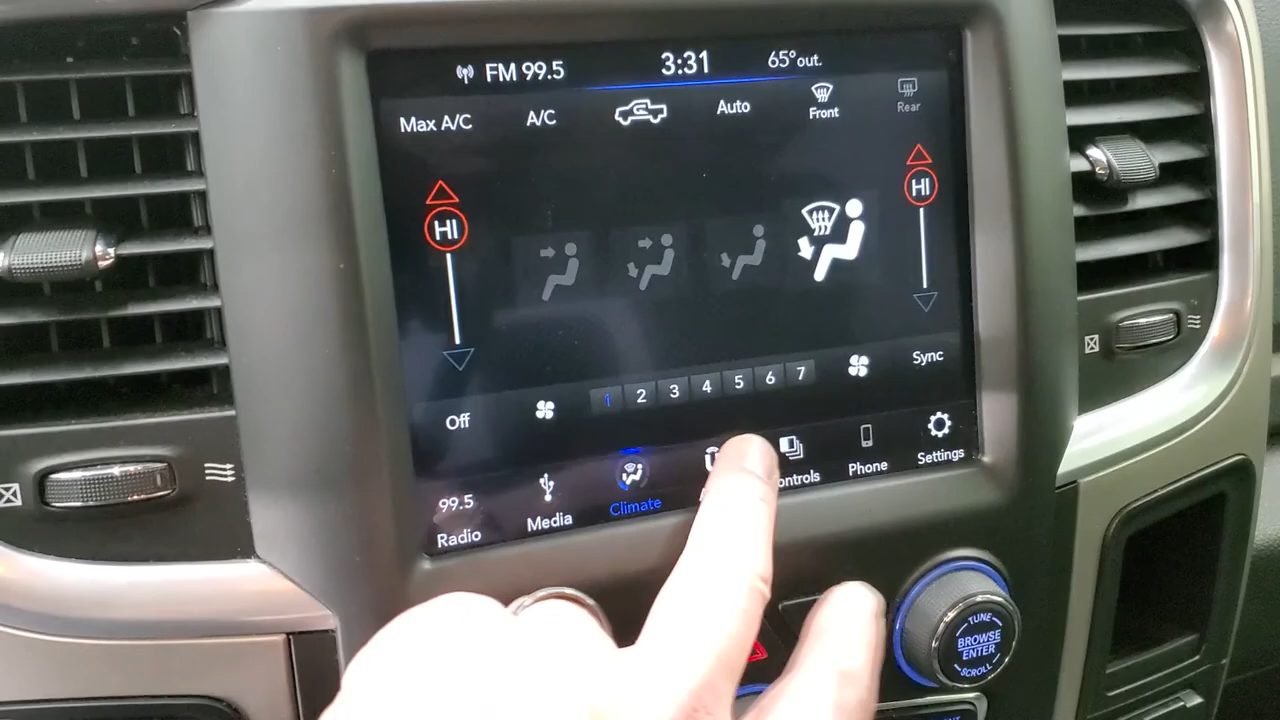 FM 99.5 3:31 65°out.
Max A/C A/C Auto Front Rear
HI HI
Sync
Off 1 2 3 4 5 6 7
99.5
Radio Media Climate ontrols Phone Settings
TUNE
BROWSE
ENTER
SCROLL